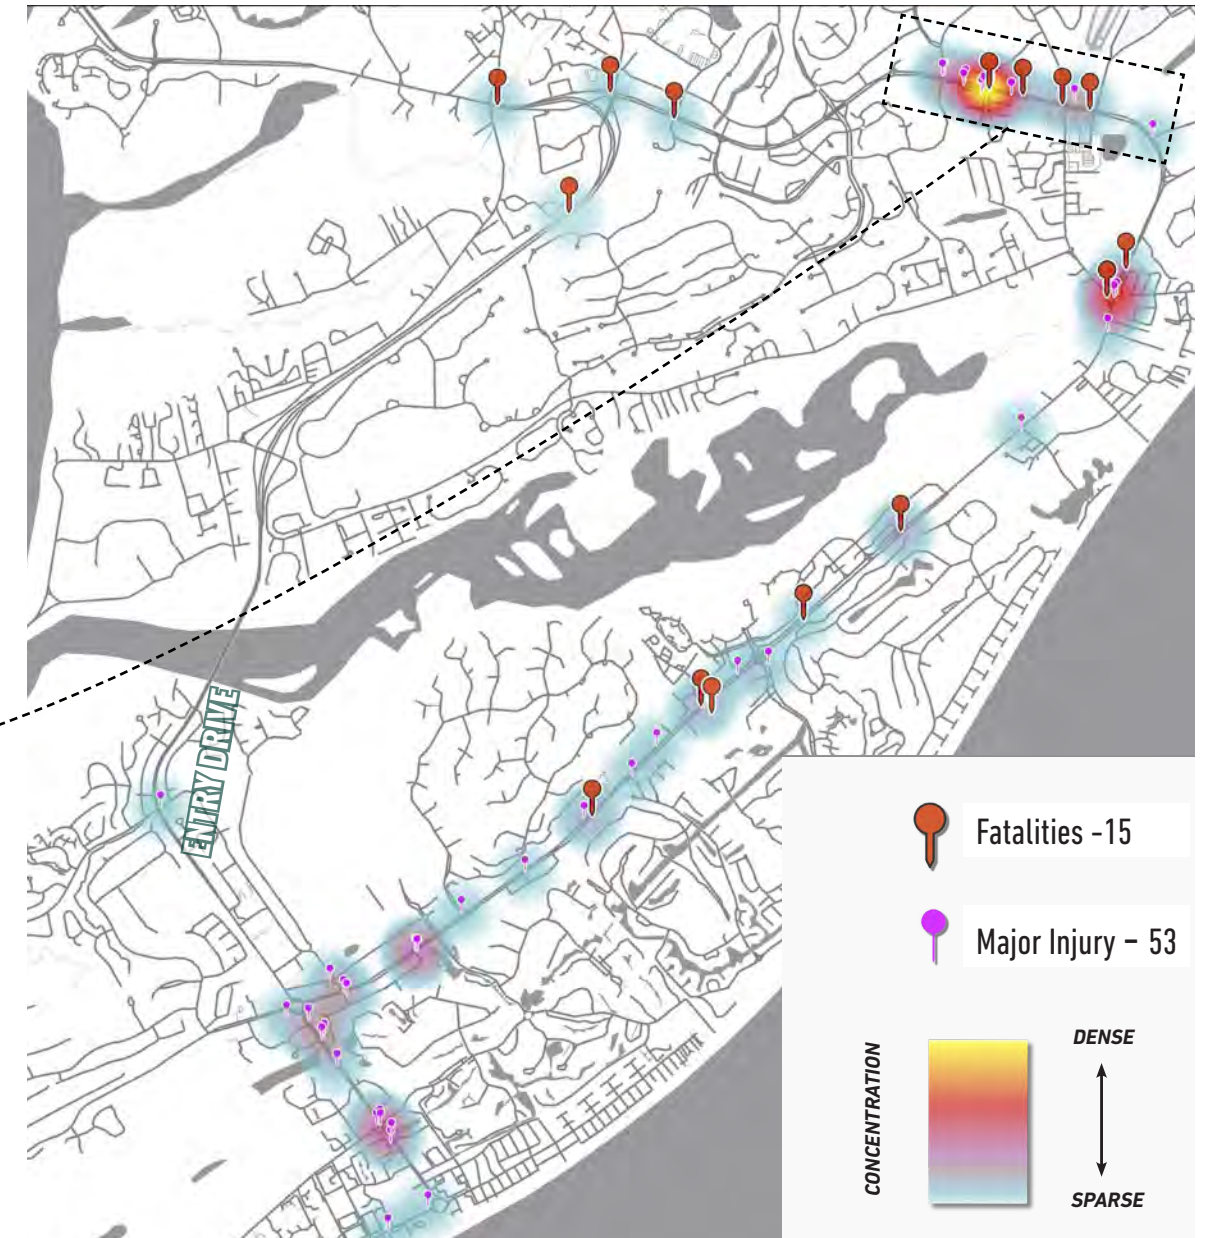 ENTRY DRIVE
Fatalities -15
Major Injury – 53
CONCENTRATION
DENSE
SPARSE